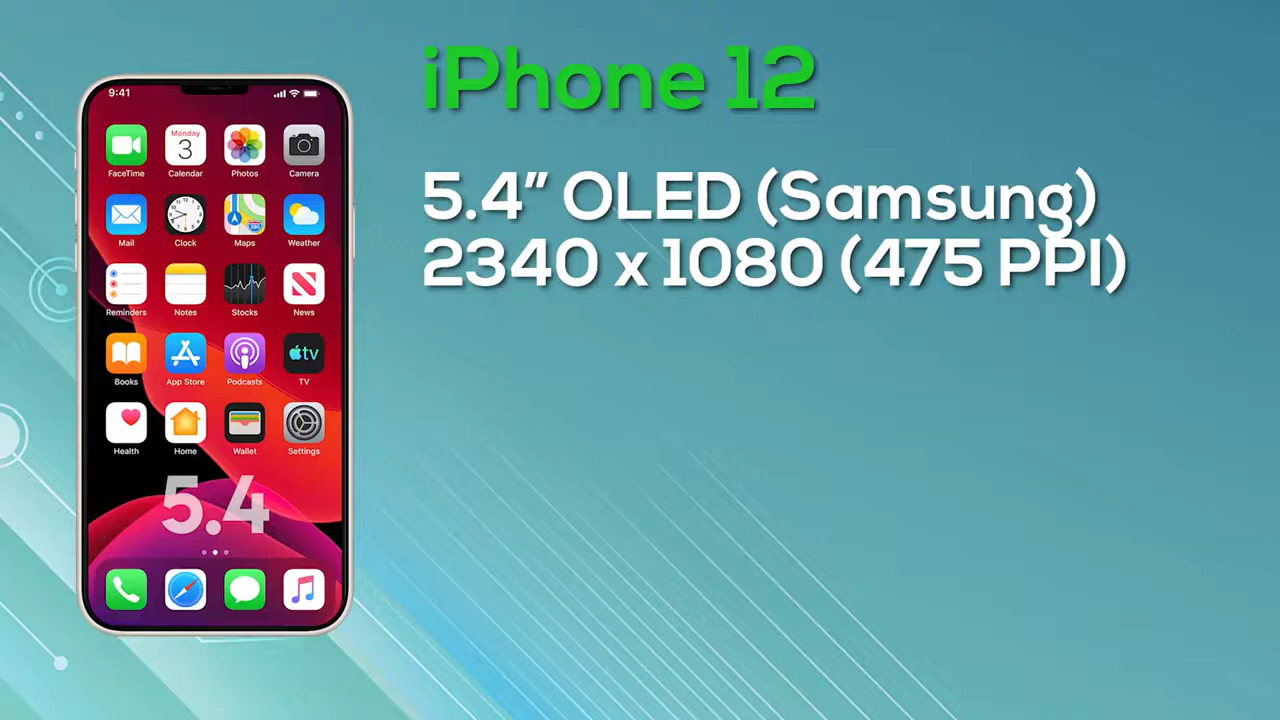 iPhone 12
5.4” OLED (Samsung)
2340 x 1080 (475 PPI)
9:41
Monday
3
FaceTime Calendar Photos Camera
Mail Clock Maps Weather
Reminders Notes Stocks News
tv
Books App Store Podcasts TV
Health Home Wallet Settings
5.4